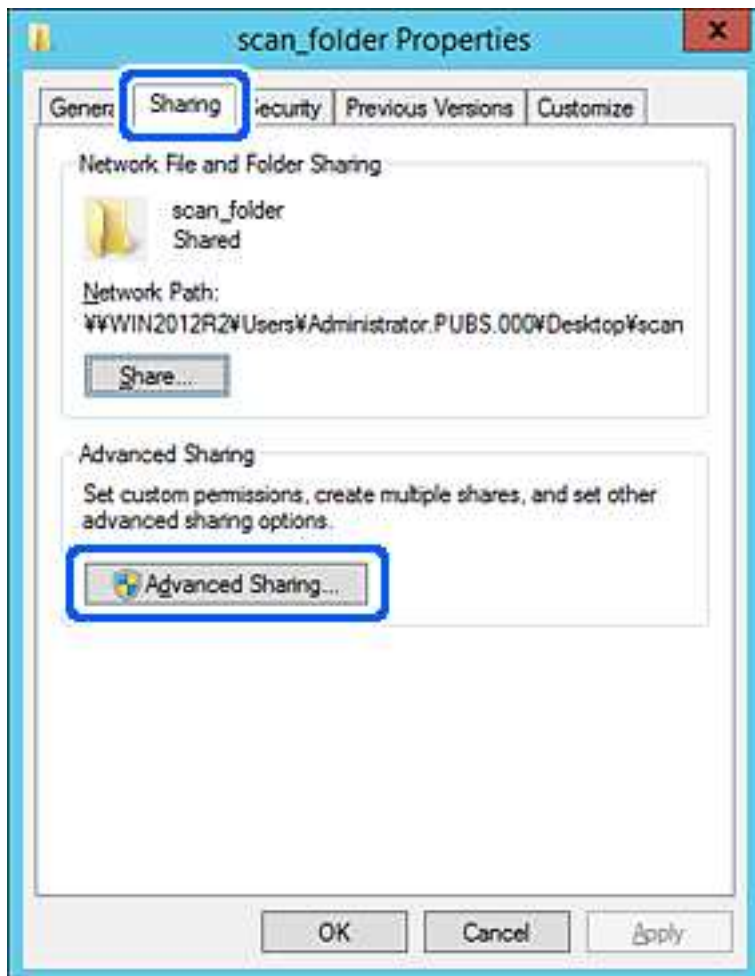 scan_folder Properties
x
General Sharing Security Previous Versions Customize
Network File and Folder Sharing
scan_folder
Shared
Network Path:
¥¥WIN2012R2¥Users¥Administrator.PUBS.000¥Desktop¥scan
Share...
Advanced Sharing
Set custom permissions, create multiple shares, and set other
advanced sharing options.
Advanced Sharing...
OK Cancel Apply